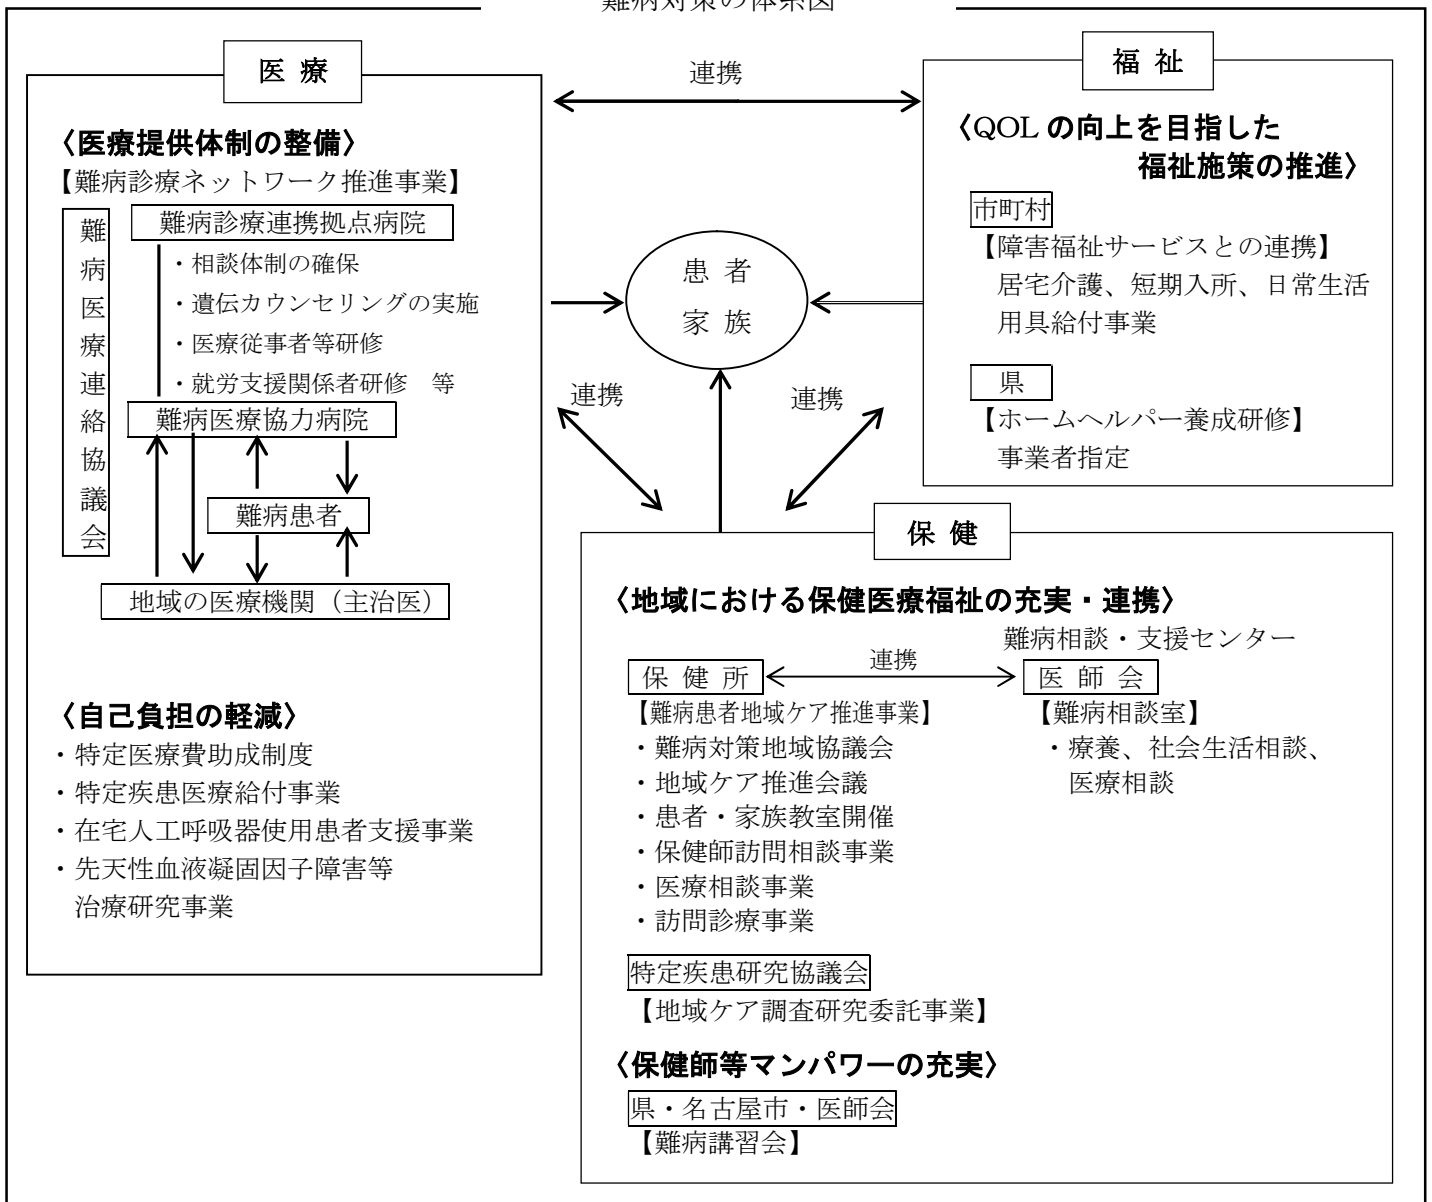 難病対策の体系図
医 療
〈医療提供体制の整備〉
【難病診療ネットワーク推進事業】
難病医療連絡協議会
難病診療連携拠点病院
・相談体制の確保
・遺伝カウンセリングの実施
・医療従事者等研修
・就労支援関係者研修 等
難病医療協力病院
難病患者
地域の医療機関（主治医）
〈自己負担の軽減〉
・特定医療費助成制度
・特定疾患医療給付事業
・在宅人工呼吸器使用患者支援事業
・先天性血液凝固因子障害等
治療研究事業
連携
患 者
家 族
連携
連携
福 祉
〈QOL の向上を目指した
福祉施策の推進〉
市町村
【障害福祉サービスとの連携】
居宅介護、短期入所、日常生活
用具給付事業
県
【ホームヘルパー養成研修】
事業者指定
保 健
〈地域における保健医療福祉の充実・連携〉
難病相談・支援センター
保 健 所
連携
医 師 会
【難病患者地域ケア推進事業】
・難病対策地域協議会
・地域ケア推進会議
・患者・家族教室開催
・保健師訪問相談事業
・医療相談事業
・訪問診療事業
【難病相談室】
・療養、社会生活相談、
医療相談
特定疾患研究協議会
【地域ケア調査研究委託事業】
〈保健師等マンパワーの充実〉
県・名古屋市・医師会
【難病講習会】